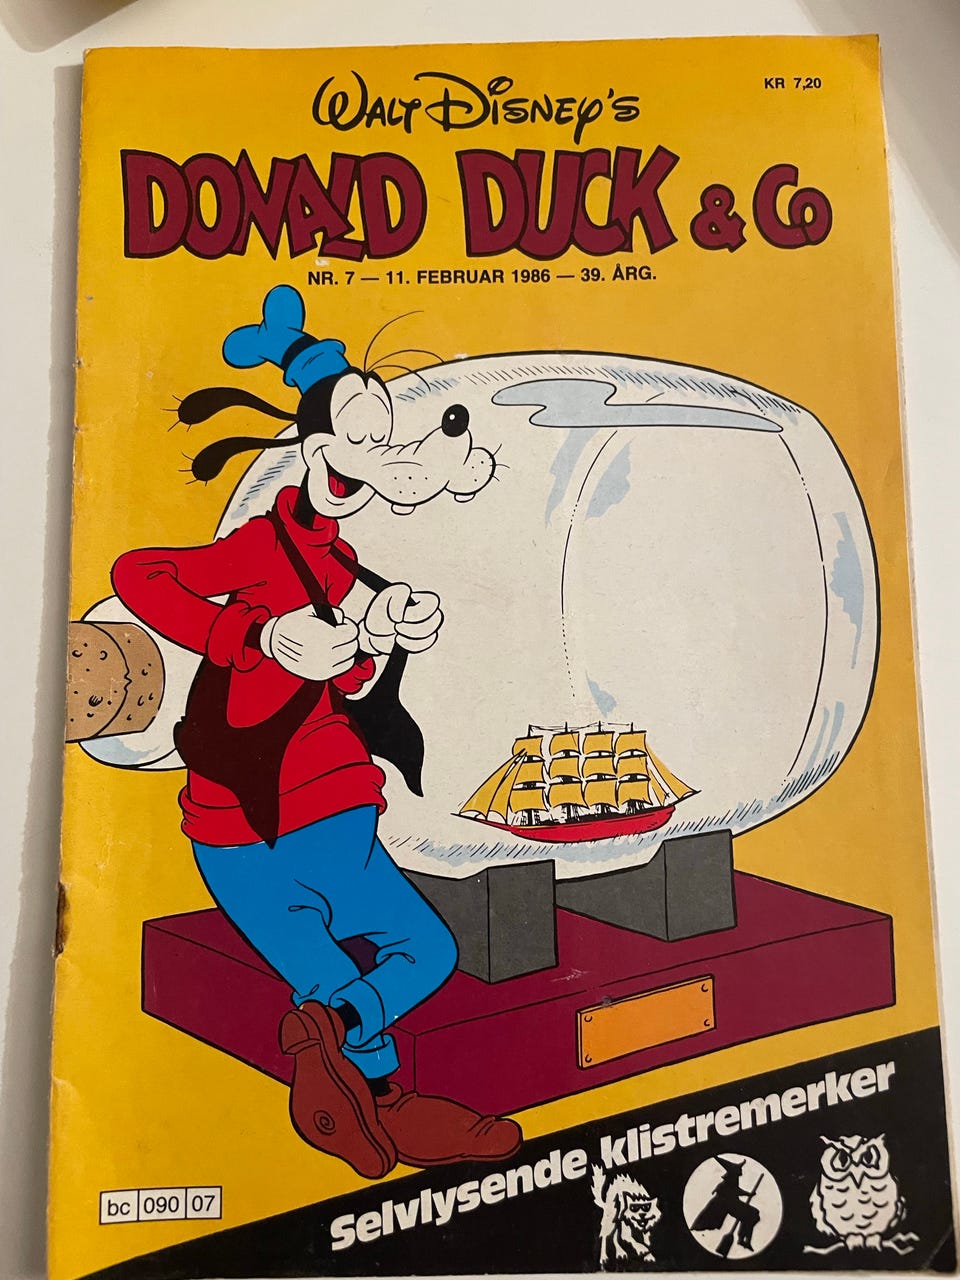 WALT DISNEY'S
KR 7,20
DONALD DUCK & CO
NR. 7 — 11. FEBRUAR 1986 — 39. ÅRG.
selvlysende klistremerker
bc 090 07